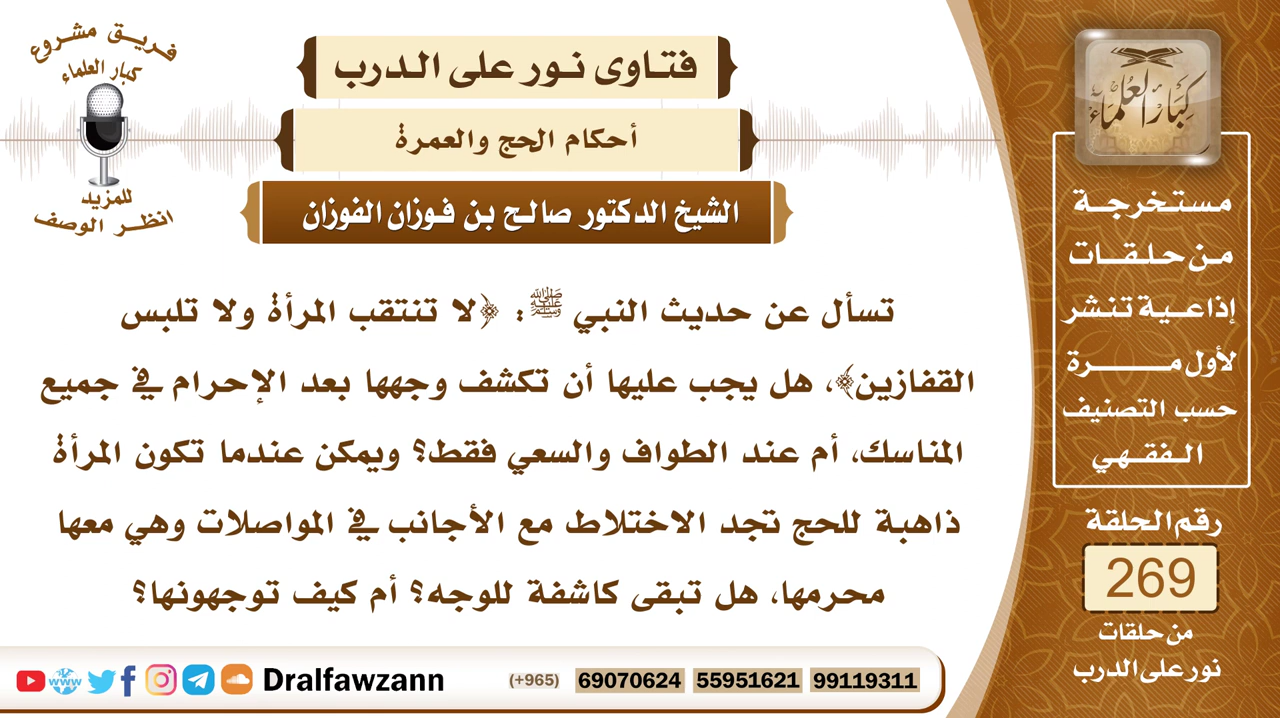 فريق مشروع
كبار العلماء
للمزيد
انظر الوصف
فتاوى نور على الدرب
أحكام الحج والعمرة
الشيخ الدكتور صالح بن فوزان الفوزان
تسأل عن حديث النبي ﷺ: ﴿لا تنتقب المرأة ولا تلبس
القفازين﴾، هل يجب عليها أن تكشف وجهها بعد الإحرام في جميع
المناسك، أم عند الطواف والسعي فقط؟ ويمكن عندما تكون المرأة
ذاهبة للحج تجد الاختلاط مع الأجانب في المواصلات وهي معها
محرمها، هل تبقى كاشفة للوجه؟ أم كيف توجهونها؟
كبار العلماء
مستخرجة
من حلقات
إذاعية تنشر
لأول مرة
حسب التصنيف
الفقهي
رقم الحلقة
269
من حلقات
نور على الدرب
www
Dralfawzann (+965) 69070624 55951621 99119311